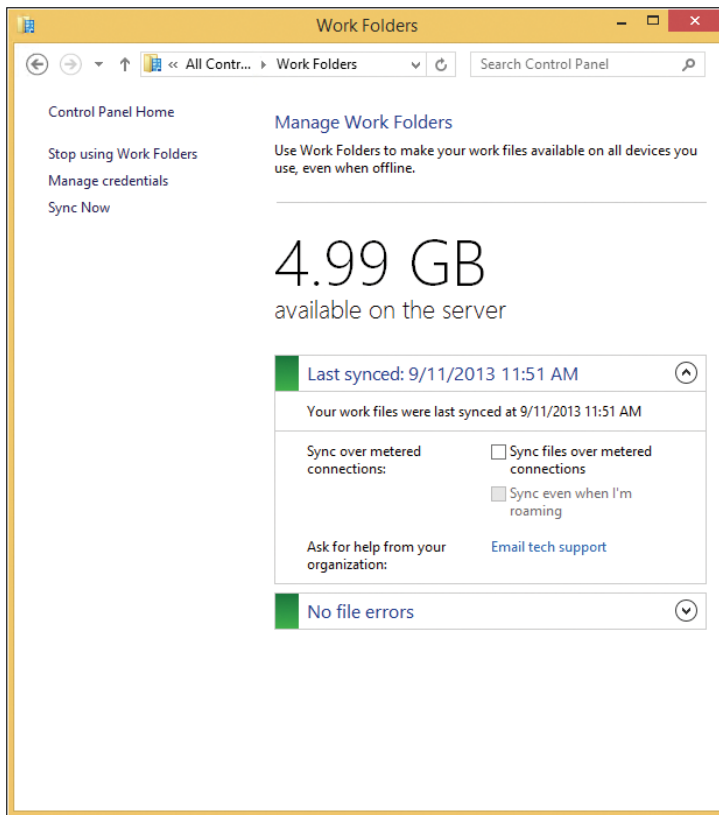 Work Folders
« All Contr... Work Folders
Search Control Panel
Control Panel Home
Stop using Work Folders
Manage credentials
Sync Now
Manage Work Folders
Use Work Folders to make your work files available on all devices you
use, even when offline.
4.99 GB
available on the server
Last synced: 9/11/2013 11:51 AM
Your work files were last synced at 9/11/2013 11:51 AM
Sync over metered
connections:
Sync files over metered
connections
Sync even when I'm
roaming
Ask for help from your
organization:
Email tech support
No file errors